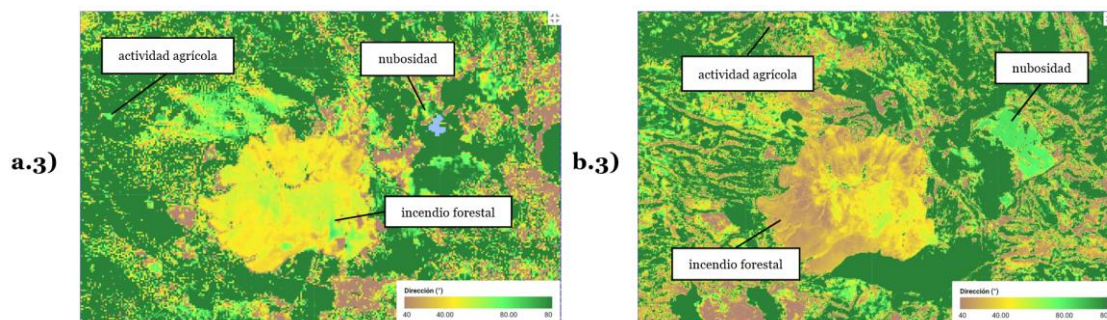 a.3)
actividad agrícola
nubosidad
incendio forestal
Dirección (°)
40 40.00 80.00 80
b.3)
actividad agrícola
nubosidad
incendio forestal
Dirección (°)
40 40.00 80.00 80